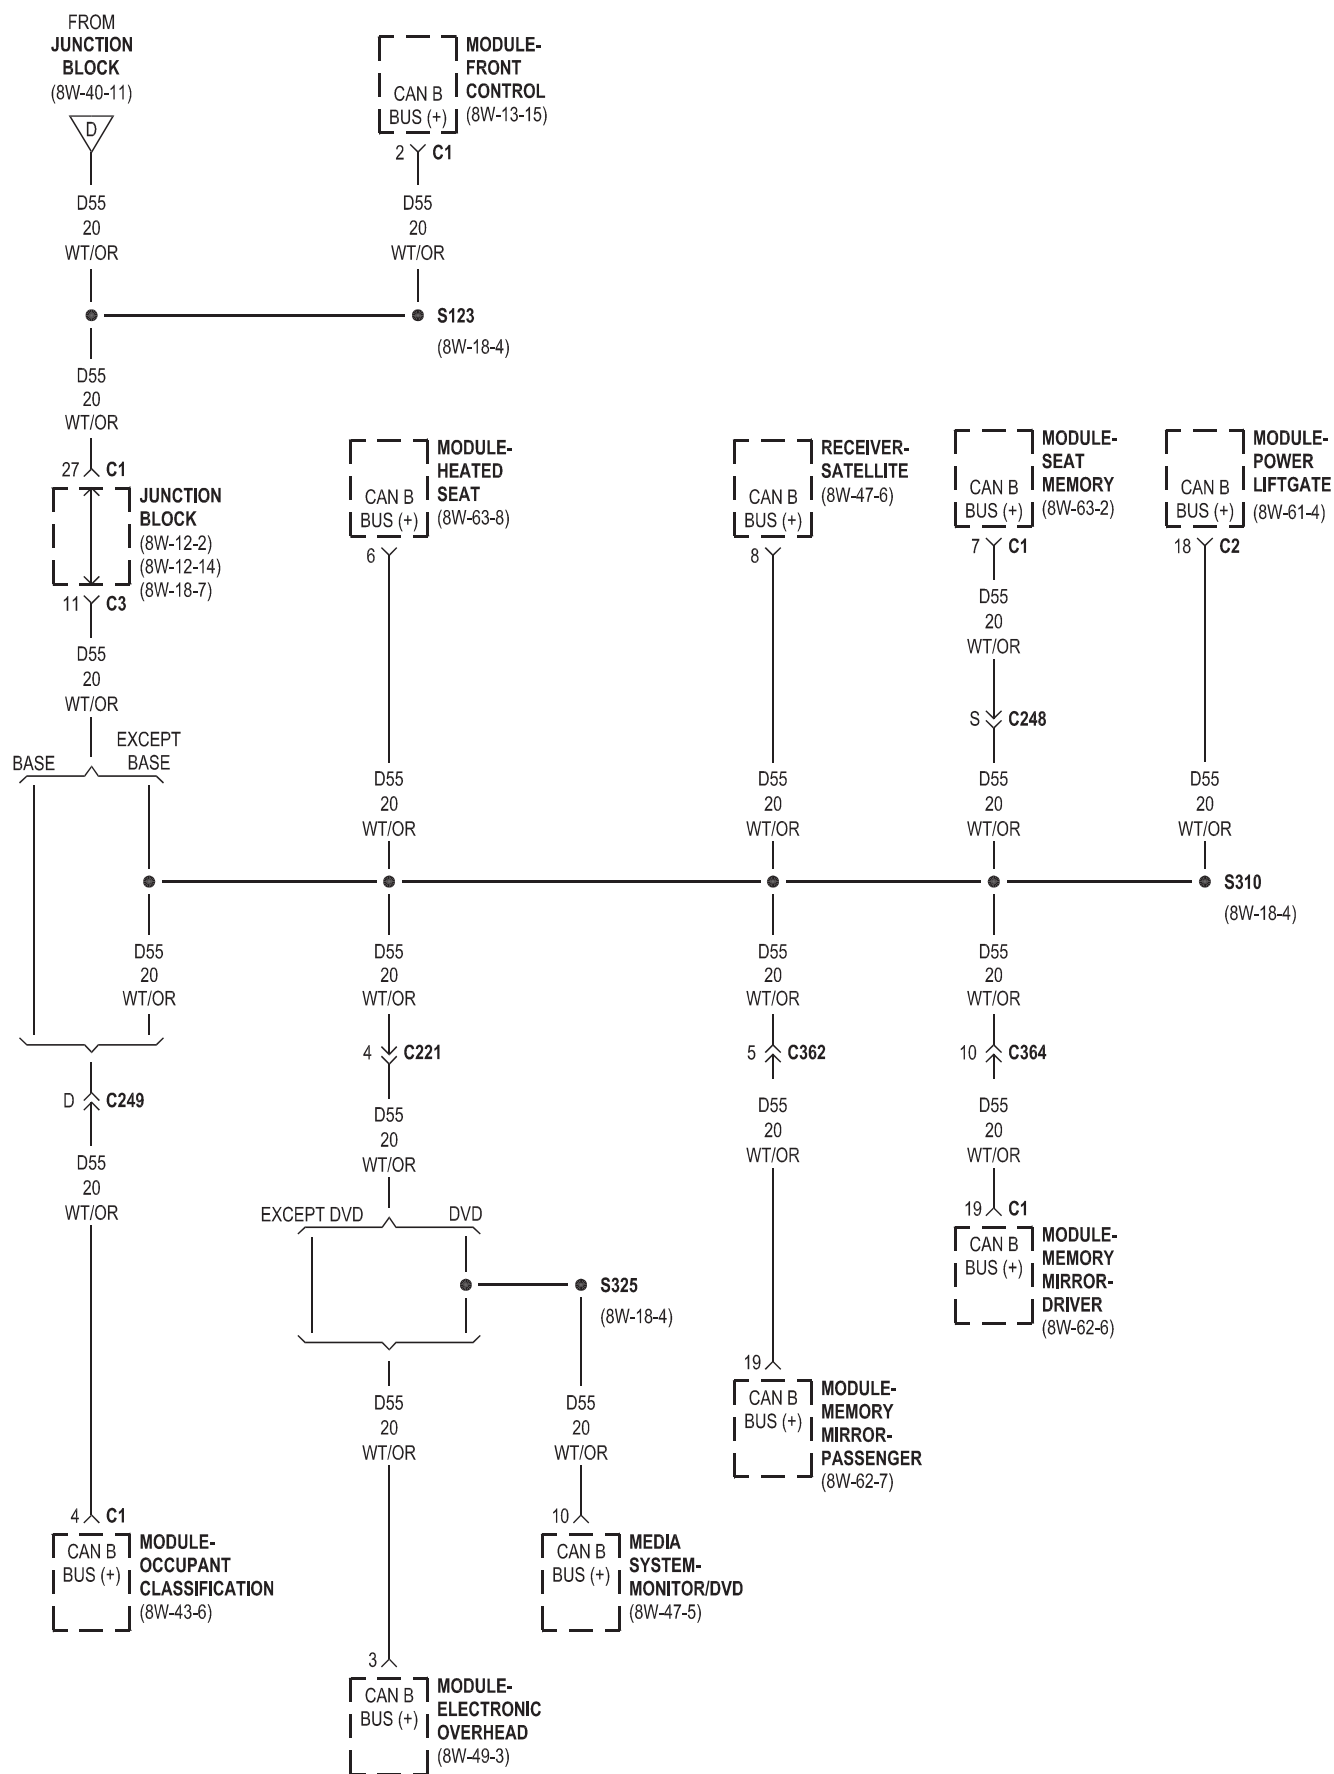 FROM
JUNCTION
BLOCK
(8W-40-11)
D
MODULE-
FRONT
CONTROL
(8W-13-15)
CAN B
BUS (+)
2 C1
D55
20
WT/OR
D55
20
WT/OR
S123
(8W-18-4)
D55
20
WT/OR
27 C1
JUNCTION
BLOCK
(8W-12-2)
(8W-12-14)
(8W-18-7)
11 C3
D55
20
WT/OR
MODULE-
HEATED
SEAT
(8W-63-8)
CAN B
BUS (+)
6
RECEIVER-
SATELLITE
(8W-47-6)
CAN B
BUS (+)
8
MODULE-
SEAT
MEMORY
(8W-63-2)
CAN B
BUS (+)
7 C1
D55
20
WT/OR
S C248
MODULE-
POWER
LIFTGATE
(8W-61-4)
CAN B
BUS (+)
18 C2
BASE
EXCEPT
BASE
D55
20
WT/OR
D55
20
WT/OR
D55
20
WT/OR
D55
20
WT/OR
S310
(8W-18-4)
D55
20
WT/OR
D55
20
WT/OR
D55
20
WT/OR
D55
20
WT/OR
D C249
4 C221
5 C362
10 C364
D55
20
WT/OR
D55
20
WT/OR
D55
20
WT/OR
D55
20
WT/OR
EXCEPT DVD
DVD
S325
(8W-18-4)
19 C1
CAN B
BUS (+)
MODULE-
MEMORY
MIRROR-
DRIVER
(8W-62-6)
19
CAN B
BUS (+)
MODULE-
MEMORY
MIRROR-
PASSENGER
(8W-62-7)
D55
20
WT/OR
D55
20
WT/OR
4 C1
CAN B
BUS (+)
MODULE-
OCCUPANT
CLASSIFICATION
(8W-43-6)
10
CAN B
BUS (+)
MEDIA
SYSTEM-
MONITOR/DVD
(8W-47-5)
3
CAN B
BUS (+)
MODULE-
ELECTRONIC
OVERHEAD
(8W-49-3)